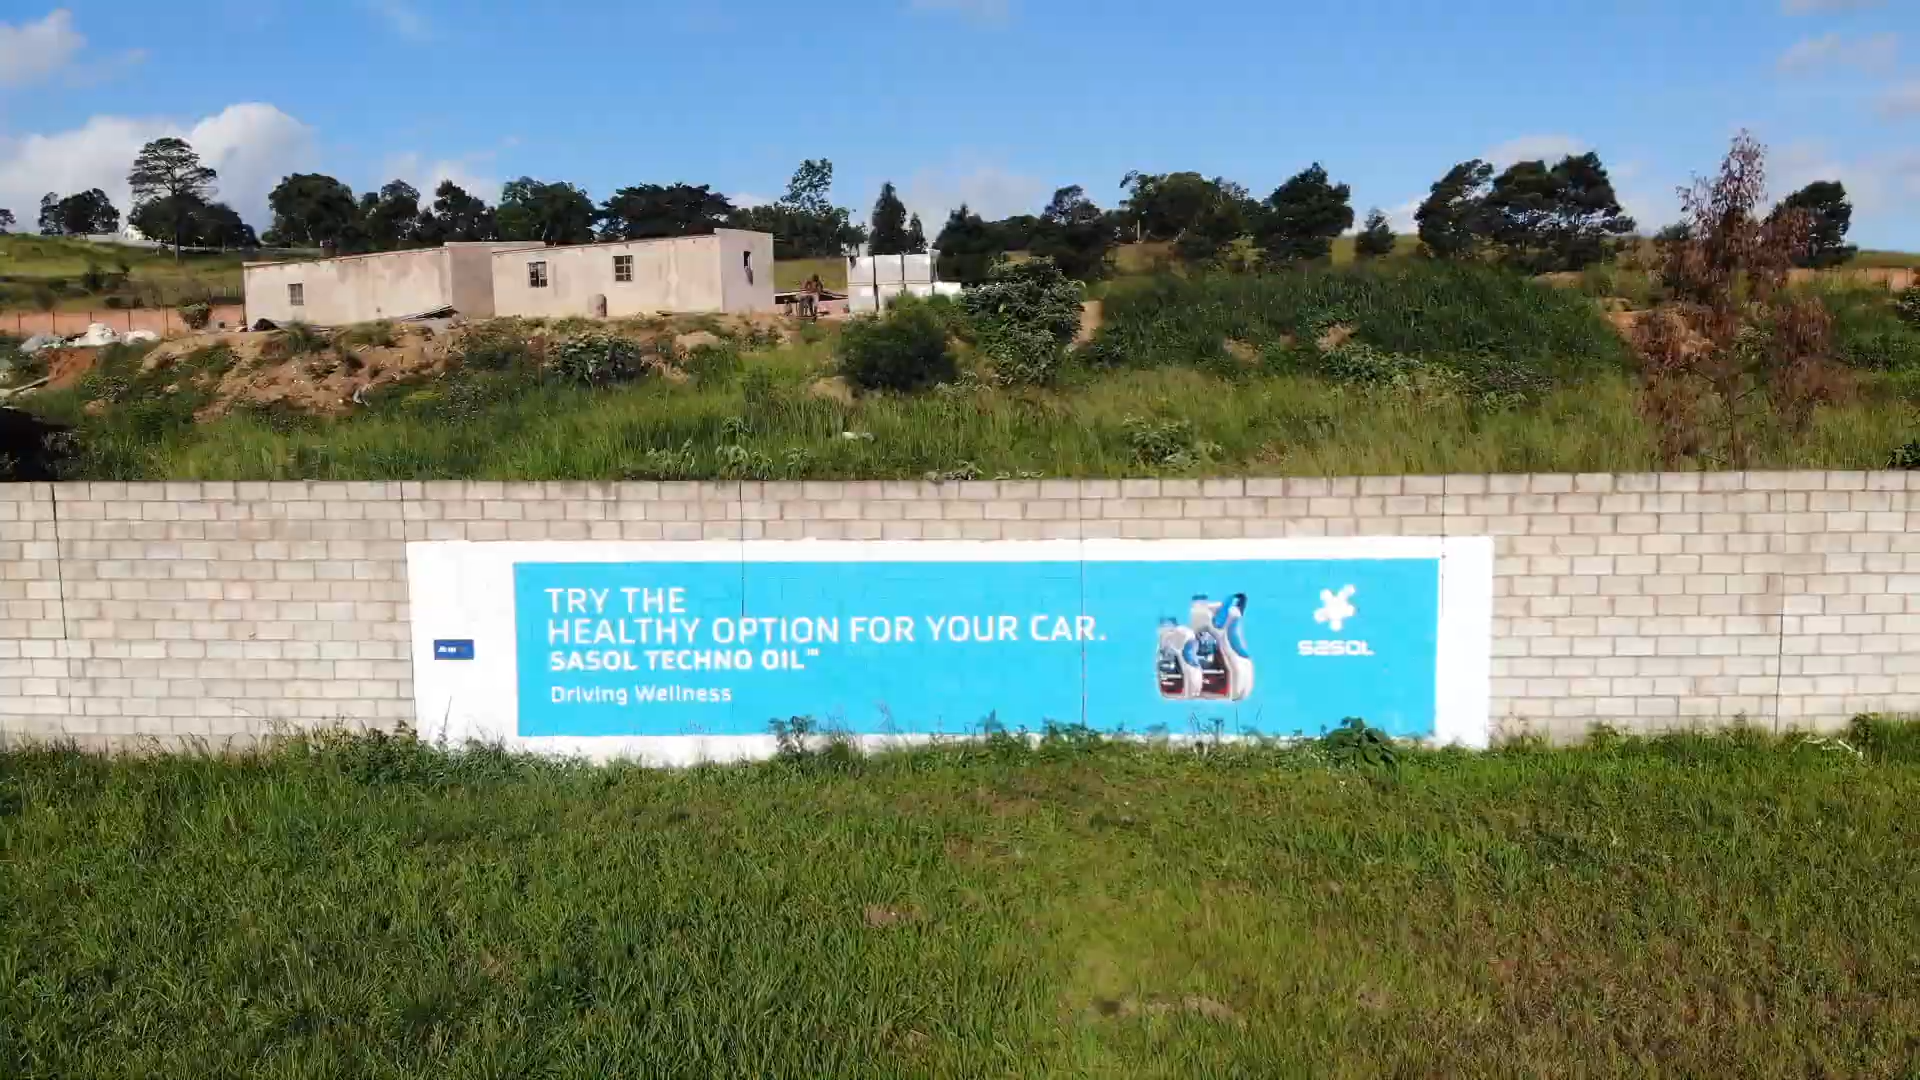 TRY THE
HEALTHY OPTION FOR YOUR CAR.
SASOL TECHNO OIL™
Driving Wellness
SASOL